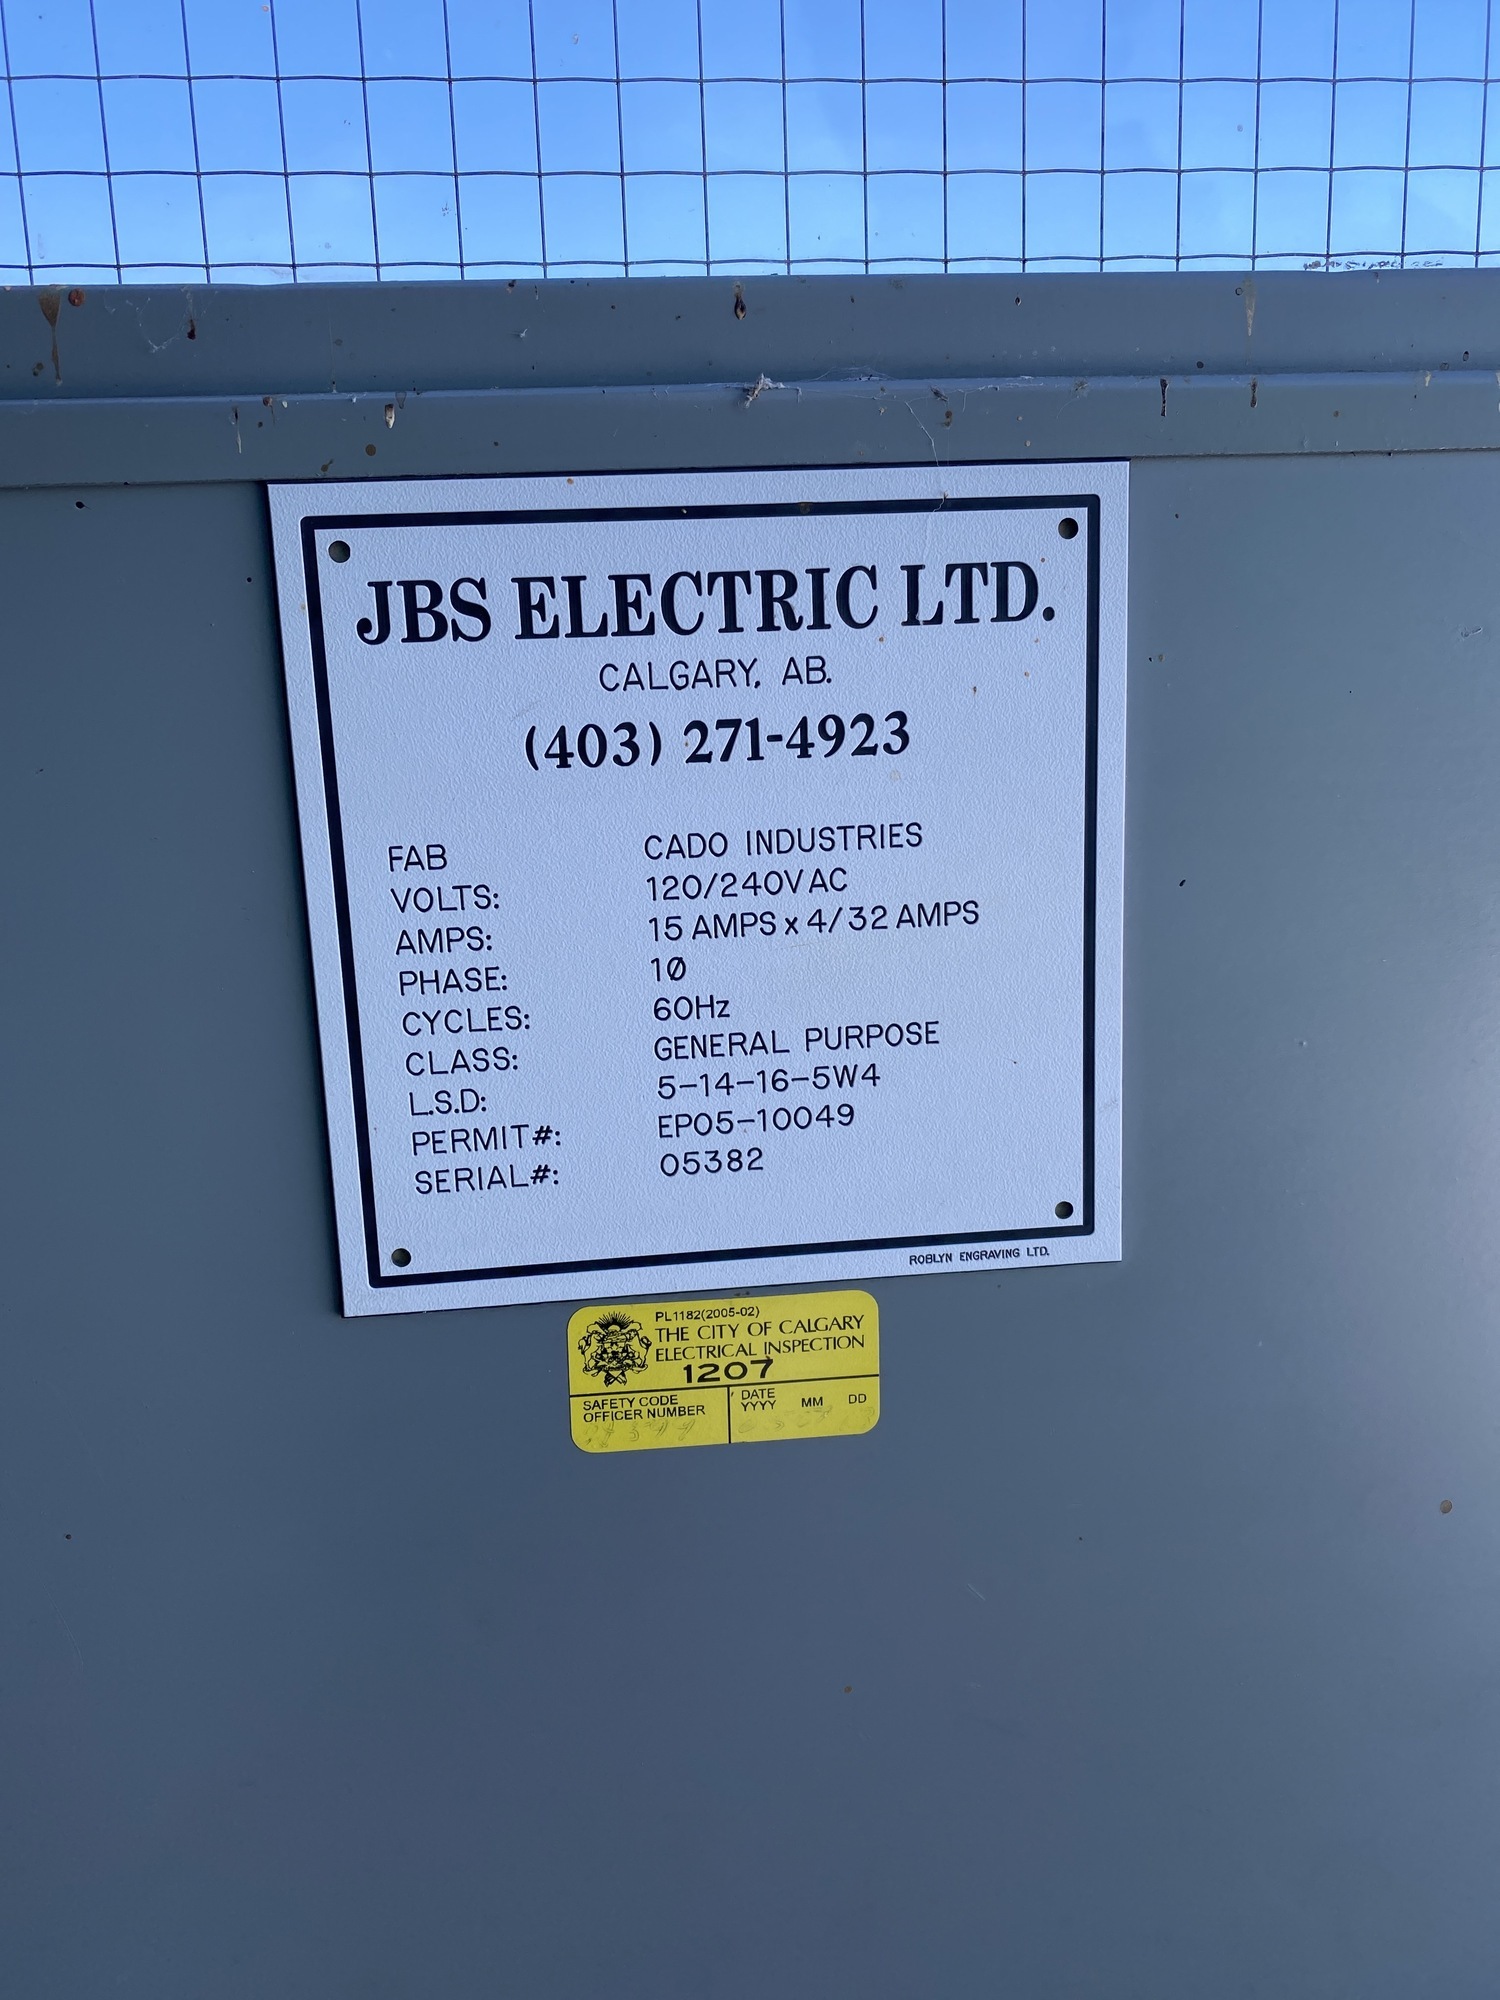 JBS ELECTRIC LTD.
CALGARY, AB.
(403) 271-4923
FAB CADO INDUSTRIES
VOLTS: 120/240VAC
AMPS: 15 AMPS x 4/32 AMPS
PHASE: 1Ø
CYCLES: 60Hz
CLASS: GENERAL PURPOSE
L.S.D: 5-14-16-5W4
PERMIT#: EP05-10049
SERIAL#: 05382
ROBLYN ENGRAVING LTD.
PL1182(2005-02)
THE CITY OF CALGARY
ELECTRICAL INSPECTION
1207
SAFETY CODE
OFFICER NUMBER
DATE
YYYY MM DD